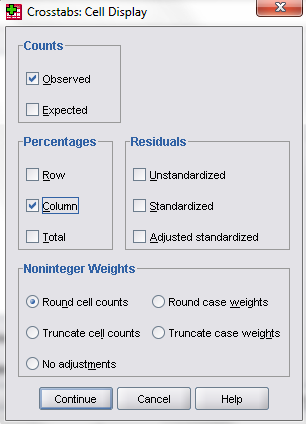 Crosstabs: Cell Display
Counts
Observed
Expected
Percentages
Row
Column
Total
Residuals
Unstandardized
Standardized
Adjusted standardized
Noninteger Weights
Round cell counts
Round case weights
Truncate cell counts
Truncate case weights
No adjustments
Continue
Cancel
Help